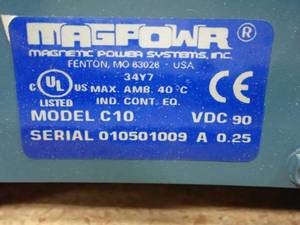 MAGPOWR ®
MAGNETIC POWER SYSTEMS, INC.
FENTON, MO 63026 - USA
34Y7
C UL US MAX. AMB. 40 °C CE
LISTED IND. CONT. EQ.
MODEL C10 VDC 90
SERIAL 010501009 A 0.25